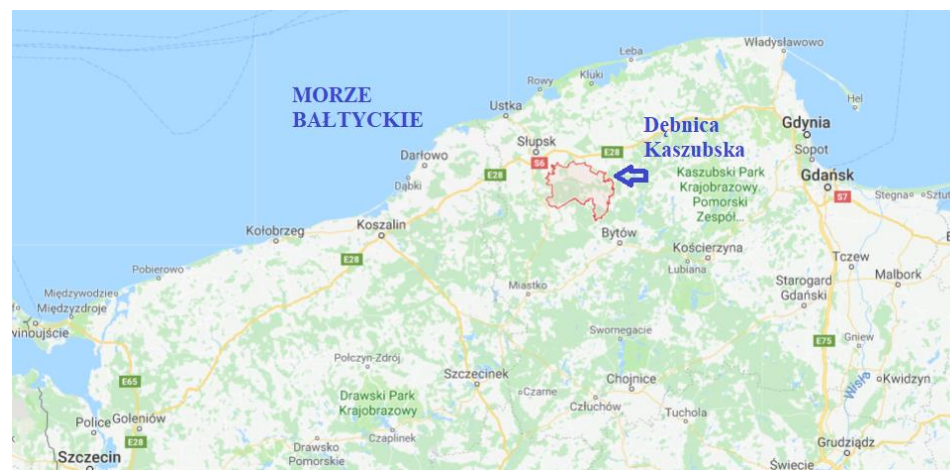 Władysławowo
Łeba
Kluki
Rowy
MORZE
BAŁTYCKIE
Hel
Ustka
Dębnica
Kaszubska
Gdynia
Słupsk
Darłowo
S6
E28
Sopot
Dąbki
E28
Kaszubski Park
Krajobrazowy
Pomorski
Zespół...
Gdańsk
S7
Stegna
Sztut
Kołobrzeg
Koszalin
Bytów
Kościerzyna
E28
Tczew
Pobierowo
Lubiana
Malbork
Miastko
Starogard
Gdański
Międzywodzie
Międzyzdroje
winoujście
Swornegacie
E75
Gniew
Połczyn-Zdrój
Szczecinek
Chojnice
Wisła
Kwidzyn
E65
Drawski Park
Krajobrazowy
Czarne
Człuchów
Tuchola
Police
Goleniów
E28
Czaplinek
Drawsko
Pomorskie
Grudziądz
Szczecin
Świecie